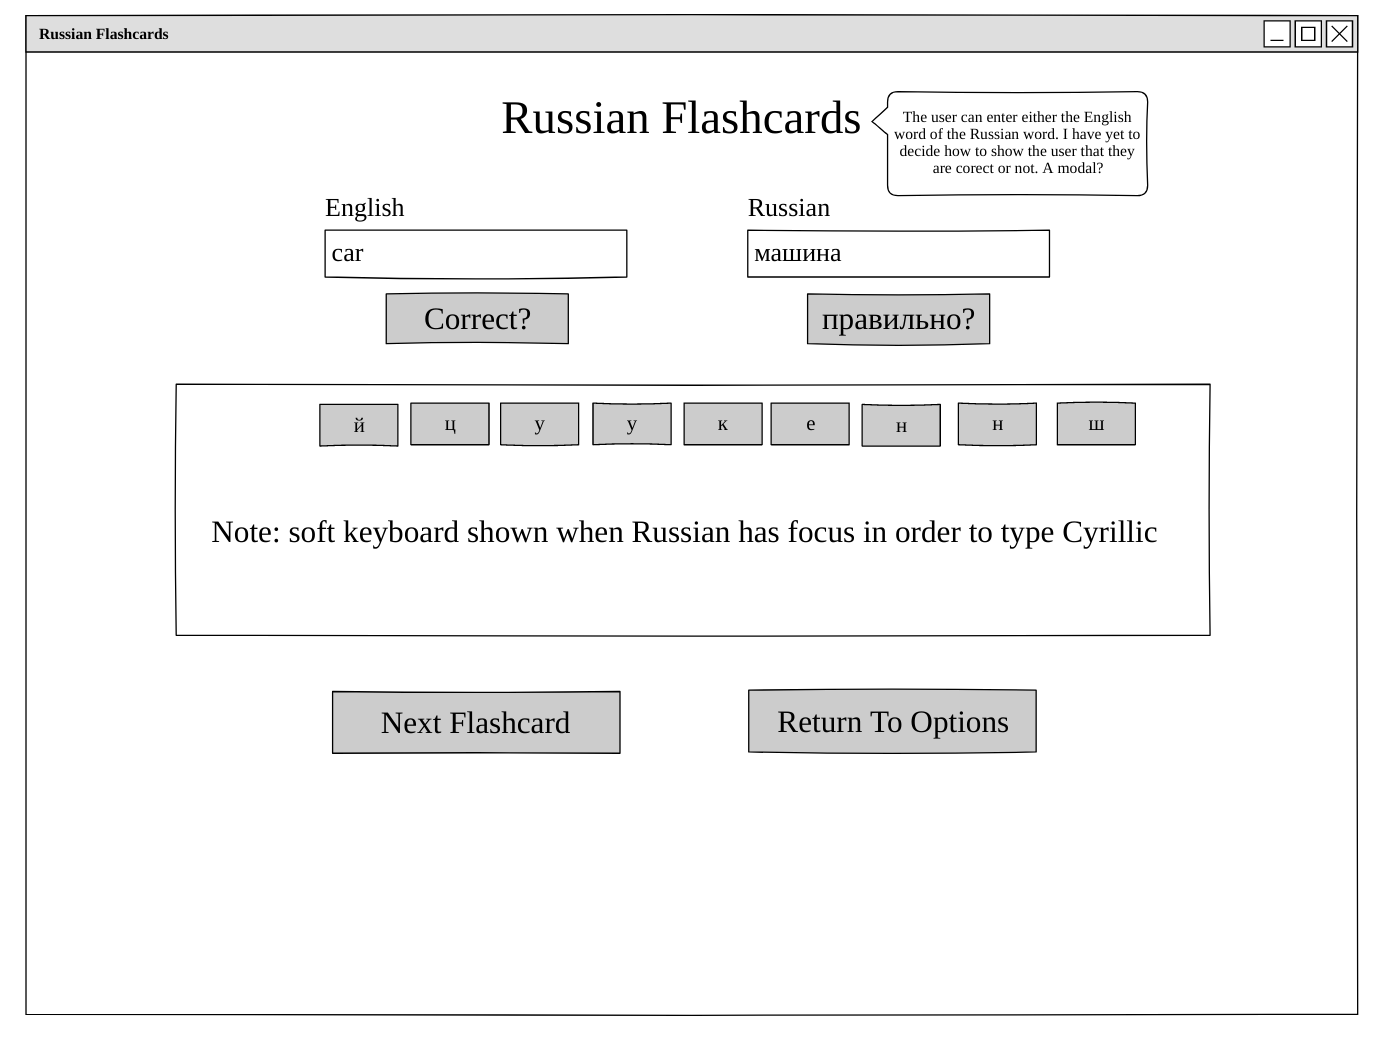 Russian Flashcards
Russian Flashcards
The user can enter either the English
word of the Russian word. I have yet to
decide how to show the user that they
are corect or not. A modal?
English
Russian
car
машина
Correct?
правильно?
й ц у у к е н н ш
Note: soft keyboard shown when Russian has focus in order to type Cyrillic
Next Flashcard
Return To Options